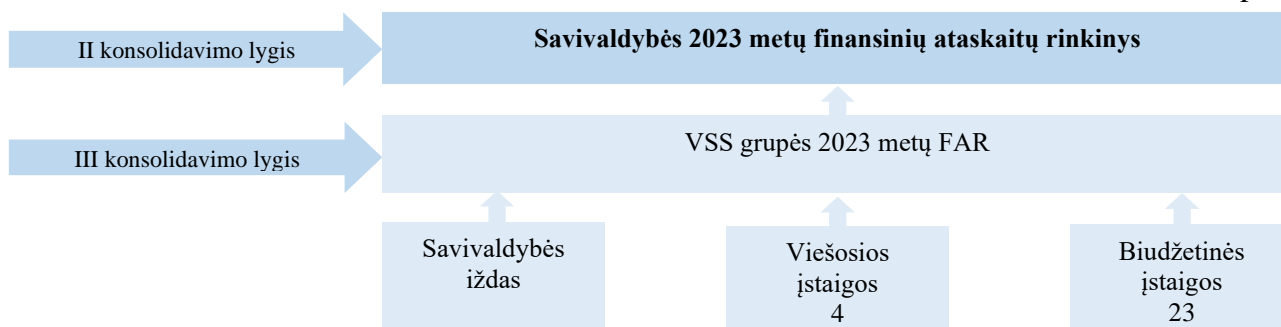 II konsolidavimo lygis
Savivaldybės 2023 metų finansinių ataskaitų rinkinys
III konsolidavimo lygis
VSS grupės 2023 metų FAR
Savivaldybės
iždas
Viešosios
įstaigos
4
Biudžetinės
įstaigos
23